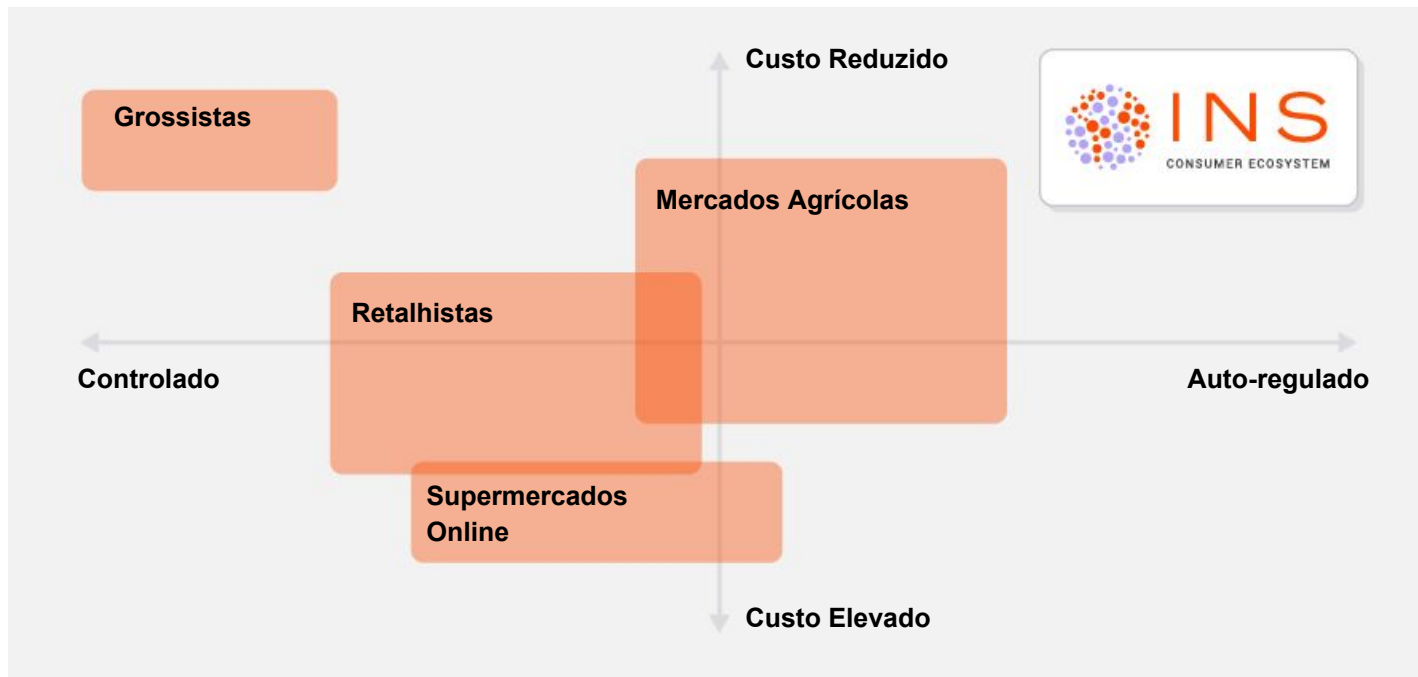 Custo Reduzido
Grossistas
INS
CONSUMER ECOSYSTEM
Mercados Agrícolas
Retalhistas
Controlado
Auto-regulado
Supermercados
Online
Custo Elevado